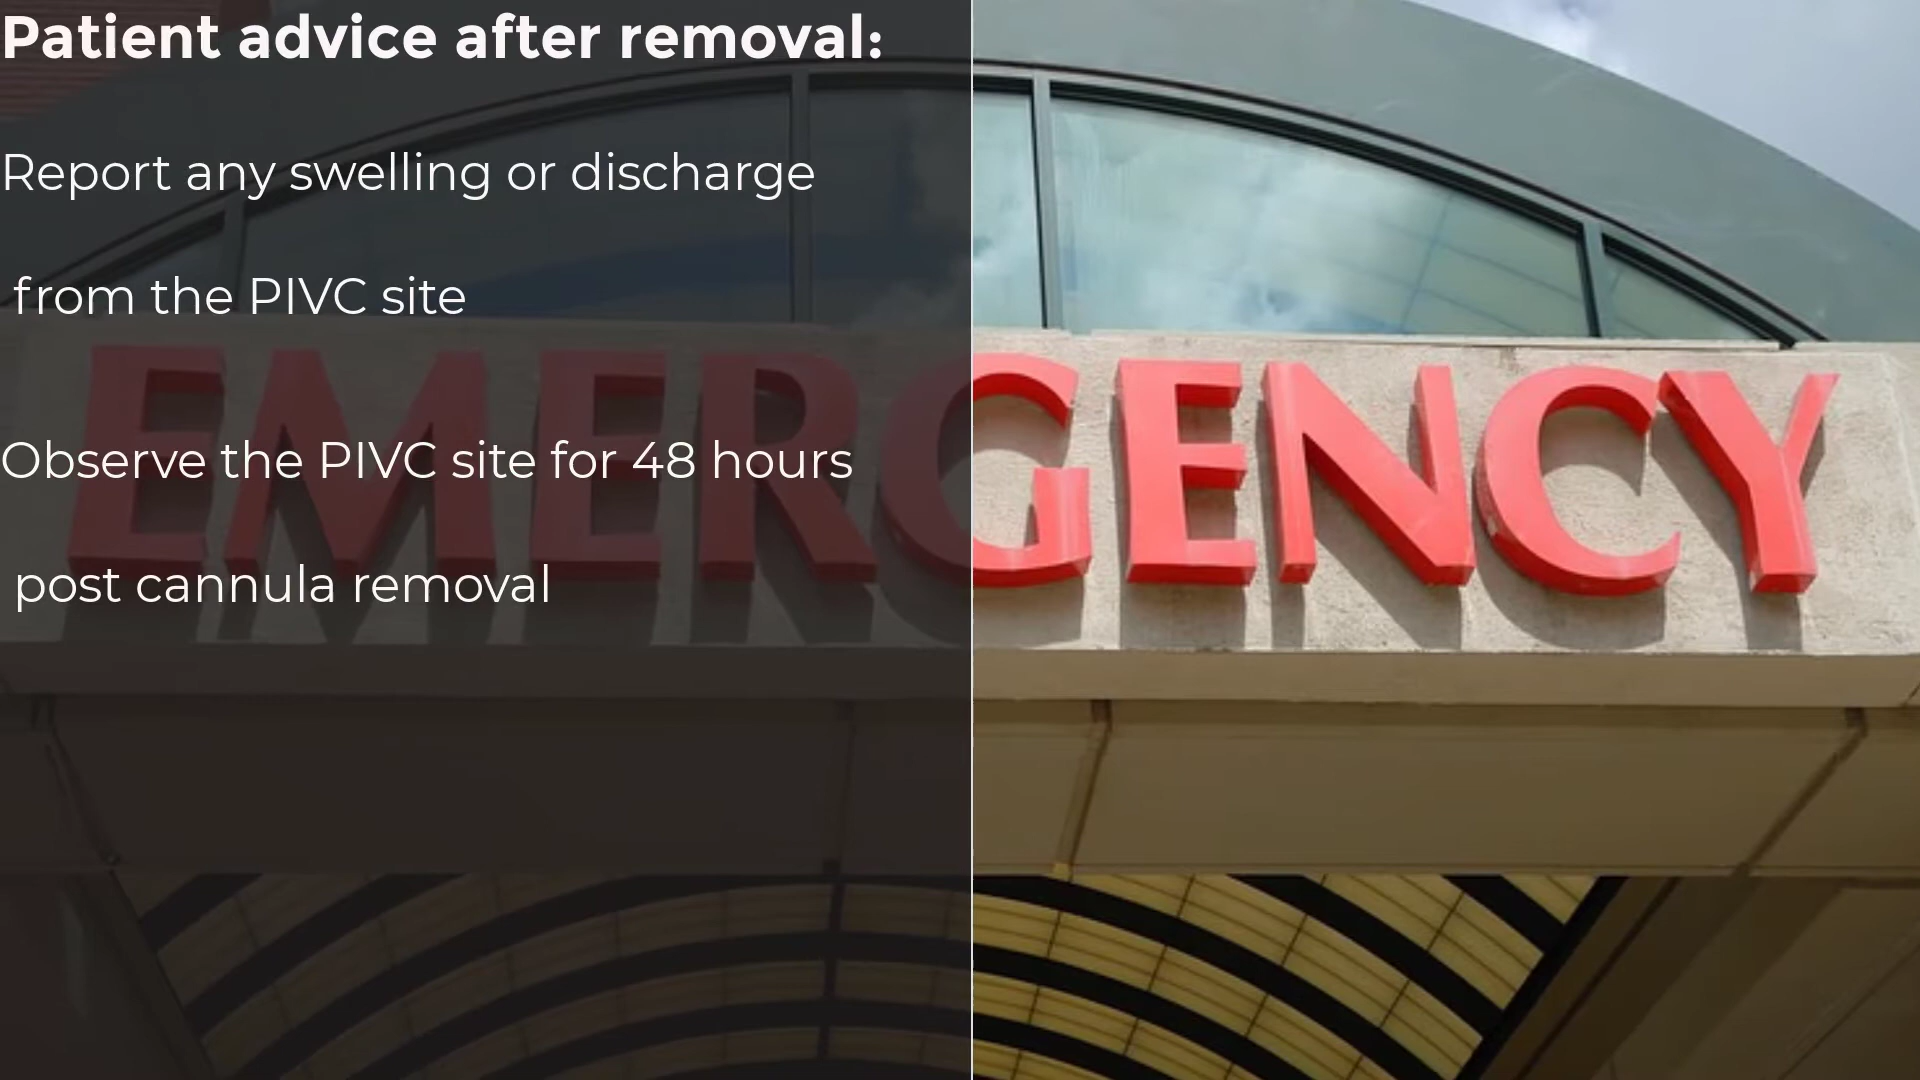 Patient advice after removal:
Report any swelling or discharge
from the PIVC site
EMERGENCY
Observe the PIVC site for 48 hours
post cannula removal